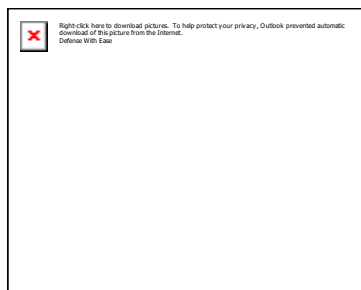 Right-click here to download pictures. To help protect your privacy, Outlook prevented automatic
download of this picture from the Internet.
Defense With Ease